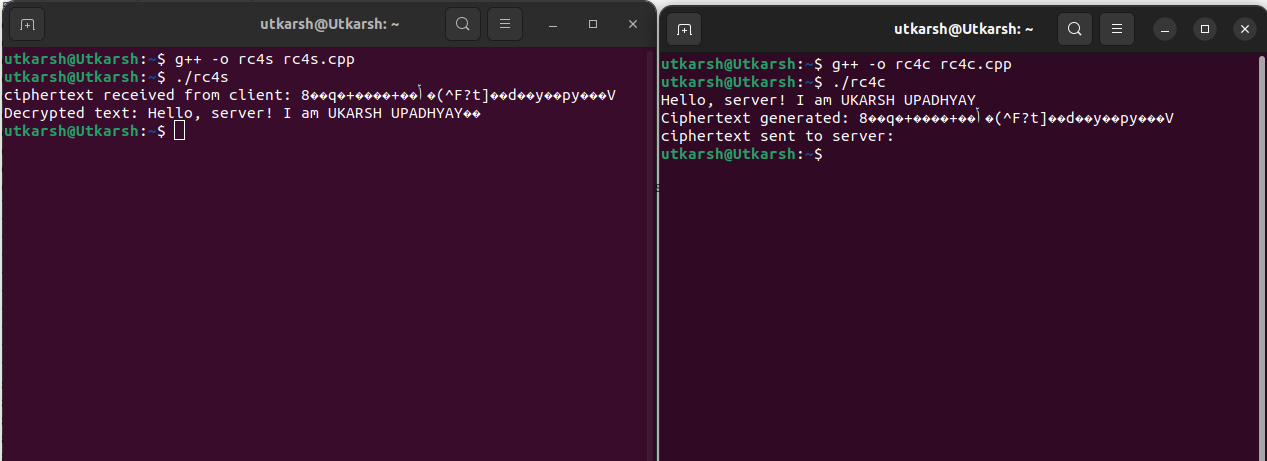 utkarsh@Utkarsh: ~
utkarsh@Utkarsh:~$ g++ -o rc4s rc4s.cpp
utkarsh@Utkarsh:~$ ./rc4s
ciphertext received from client: 8��q�+����+��أ�(^F?t]��d��y��py���V
Decrypted text: Hello, server! I am UKARSH UPADHYAY��
utkarsh@Utkarsh:~$
utkarsh@Utkarsh: ~
utkarsh@Utkarsh:~$ g++ -o rc4c rc4c.cpp
utkarsh@Utkarsh:~$ ./rc4c
Hello, server! I am UKARSH UPADHYAY
Ciphertext generated: 8��q�+����+��أ�(^F?t]��d��y��py���V
ciphertext sent to server:
utkarsh@Utkarsh:~$